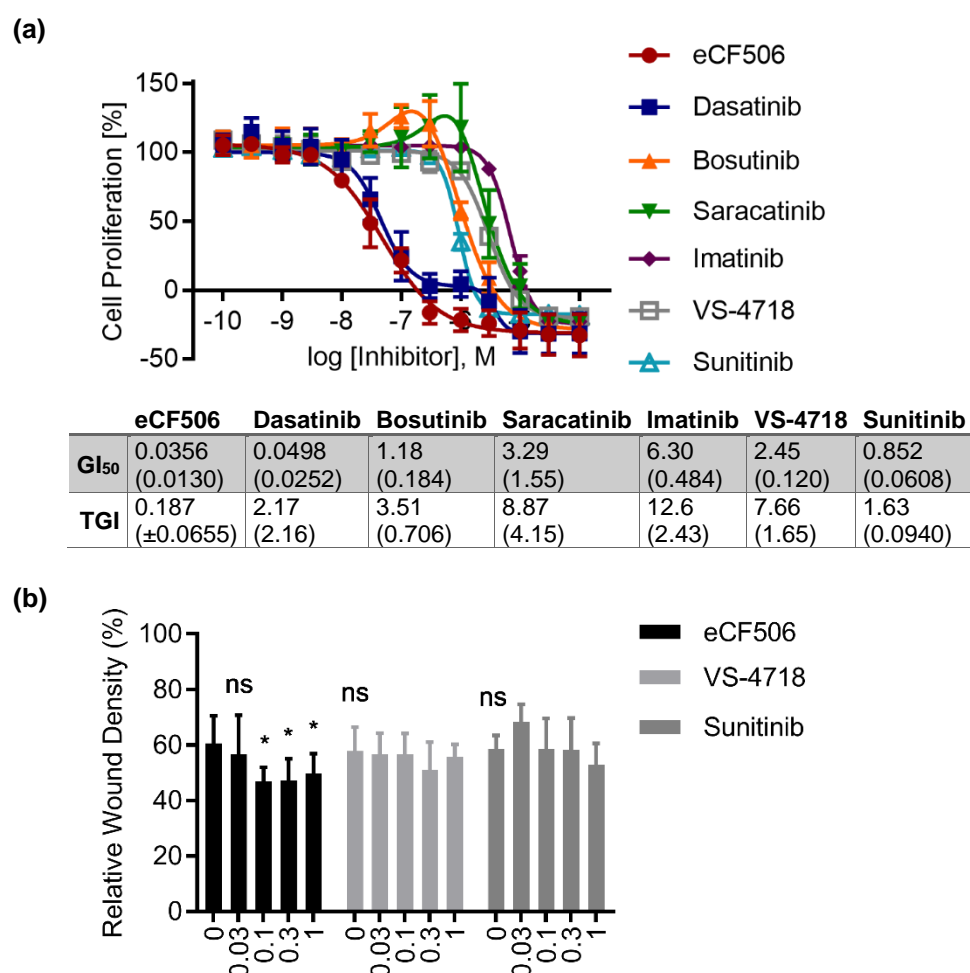 (a)
eCF506
Dasatinib
Bosutinib
Saracatinib
Imatinib
VS-4718
Sunitinib
Cell Proliferation [%]
150
100
50
0
-50
-10 -9 -8 -7
log [Inhibitor], M
eCF506 Dasatinib Bosutinib Saracatinib Imatinib VS-4718 Sunitinib
GI50 0.0356 0.0498 1.18 3.29 6.30 2.45 0.852
(0.0130) (0.0252) (0.184) (1.55) (0.484) (0.120) (0.0608)
TGI 0.187 2.17 3.51 8.87 12.6 7.66 1.63
(±0.0655) (2.16) (0.706) (4.15) (2.43) (1.65) (0.0940)
(b)
Relative Wound Density (%)
100
80
60
40
20
0
ns * * *
ns
ns
eCF506
VS-4718
Sunitinib
0 0.03 0.1 0.3 1 0 0.03 0.1 0.3 1 0 0.03 0.1 0.3 1